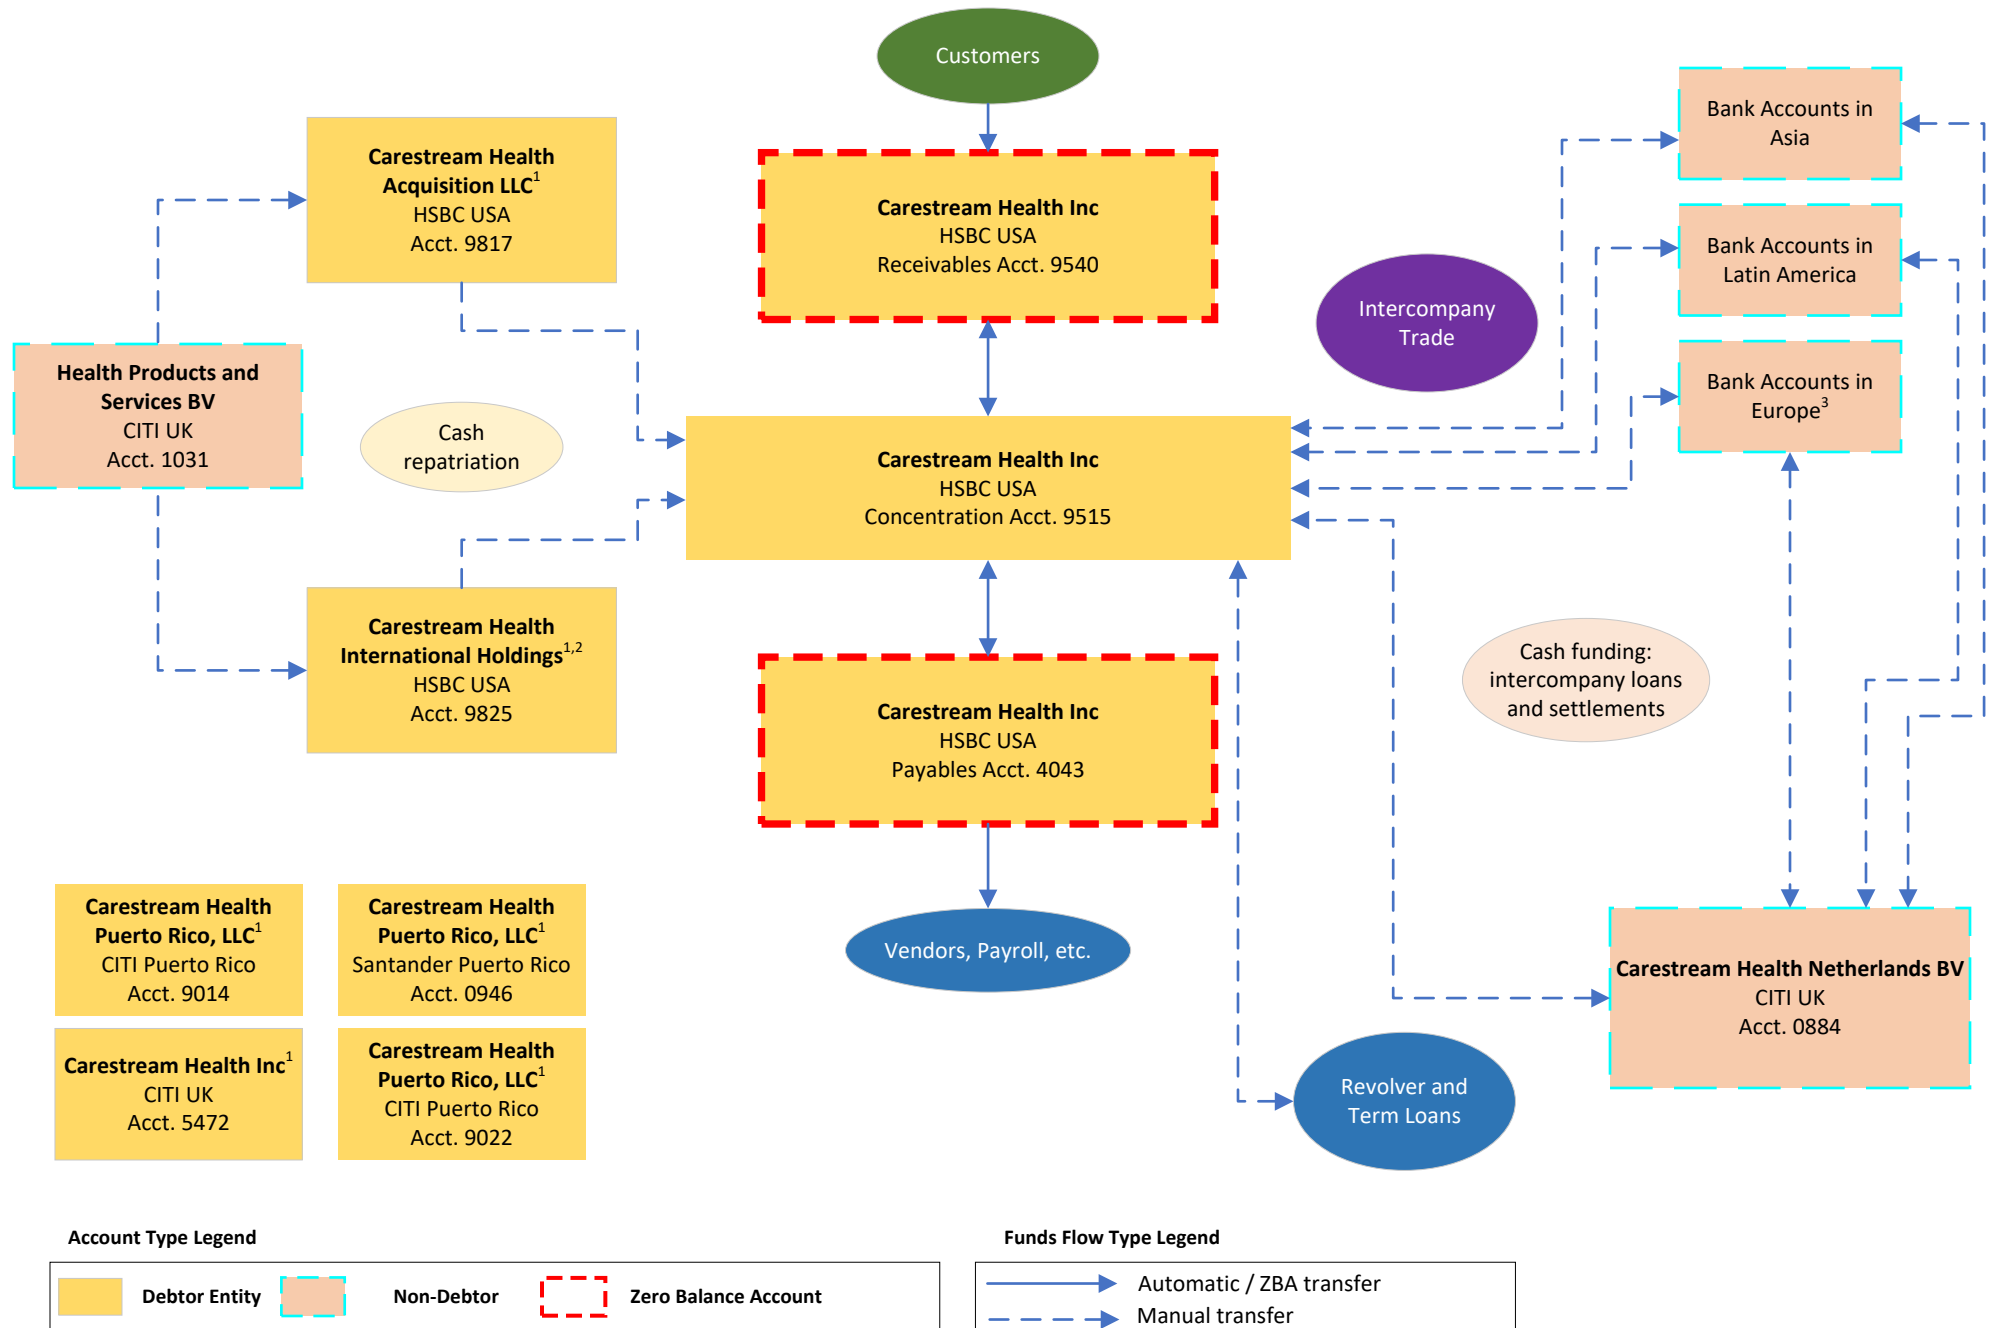 Customers
Carestream Health
Acquisition LLC1
HSBC USA
Acct. 9817
Carestream Health Inc
HSBC USA
Receivables Acct. 9540
Bank Accounts in
Asia
Bank Accounts in
Latin America
Intercompany
Trade
Health Products and
Services BV
CITI UK
Acct. 1031
Bank Accounts in
Europe3
Cash
repatriation
Carestream Health Inc
HSBC USA
Concentration Acct. 9515
Carestream Health
International Holdings1,2
HSBC USA
Acct. 9825
Cash funding:
intercompany loans
and settlements
Carestream Health Inc
HSBC USA
Payables Acct. 4043
Carestream Health
Puerto Rico, LLC1
CITI Puerto Rico
Acct. 9014
Carestream Health
Puerto Rico, LLC1
Santander Puerto Rico
Acct. 0946
Vendors, Payroll, etc.
Carestream Health Netherlands BV
CITI UK
Acct. 0884
Carestream Health Inc1
CITI UK
Acct. 5472
Carestream Health
Puerto Rico, LLC1
CITI Puerto Rico
Acct. 9022
Revolver and
Term Loans
Account Type Legend
Debtor Entity
Non-Debtor
Zero Balance Account
Funds Flow Type Legend
Automatic / ZBA transfer
Manual transfer